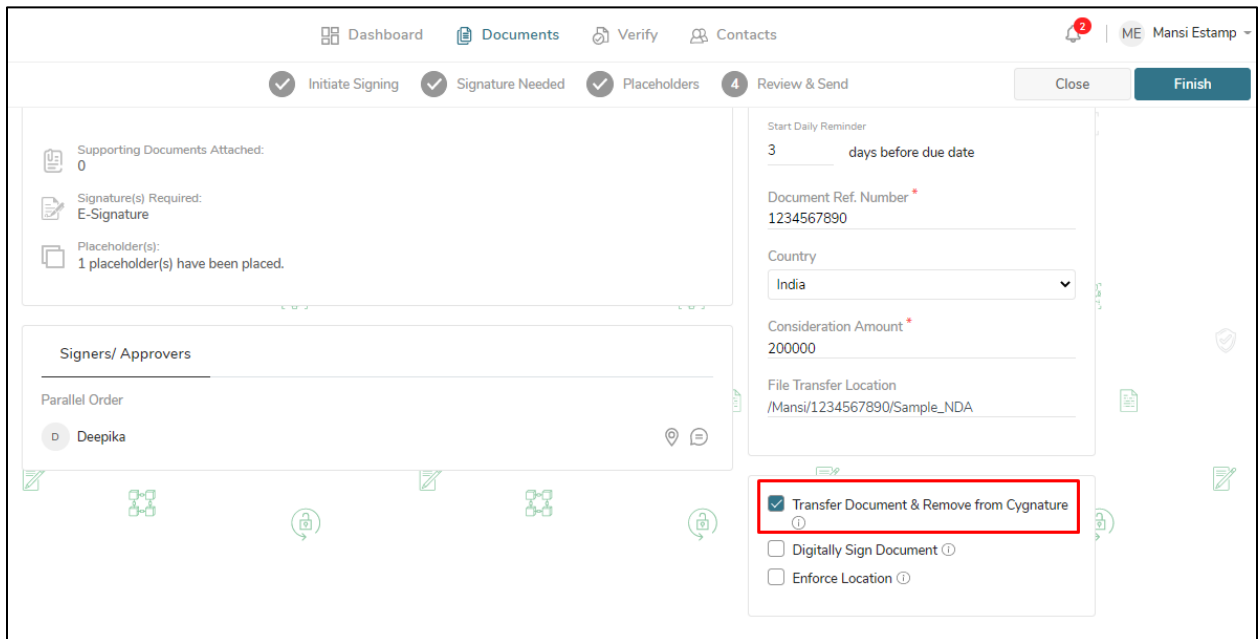 Dashboard
Documents
Verify
Contacts
2
ME
Mansi Estamp
Initiate Signing
Signature Needed
Placeholders
4
Review & Send
Close
Finish
Supporting Documents Attached:
0
Signature(s) Required:
E-Signature
Placeholder(s):
1 placeholder(s) have been placed.
Signers/ Approvers
Parallel Order
D
Deepika
Start Daily Reminder
3 days before due date
Document Ref. Number *
1234567890
Country
India
Consideration Amount *
200000
File Transfer Location
/Mansi/1234567890/Sample_NDA
Transfer Document & Remove from Cygnature
Digitally Sign Document
Enforce Location